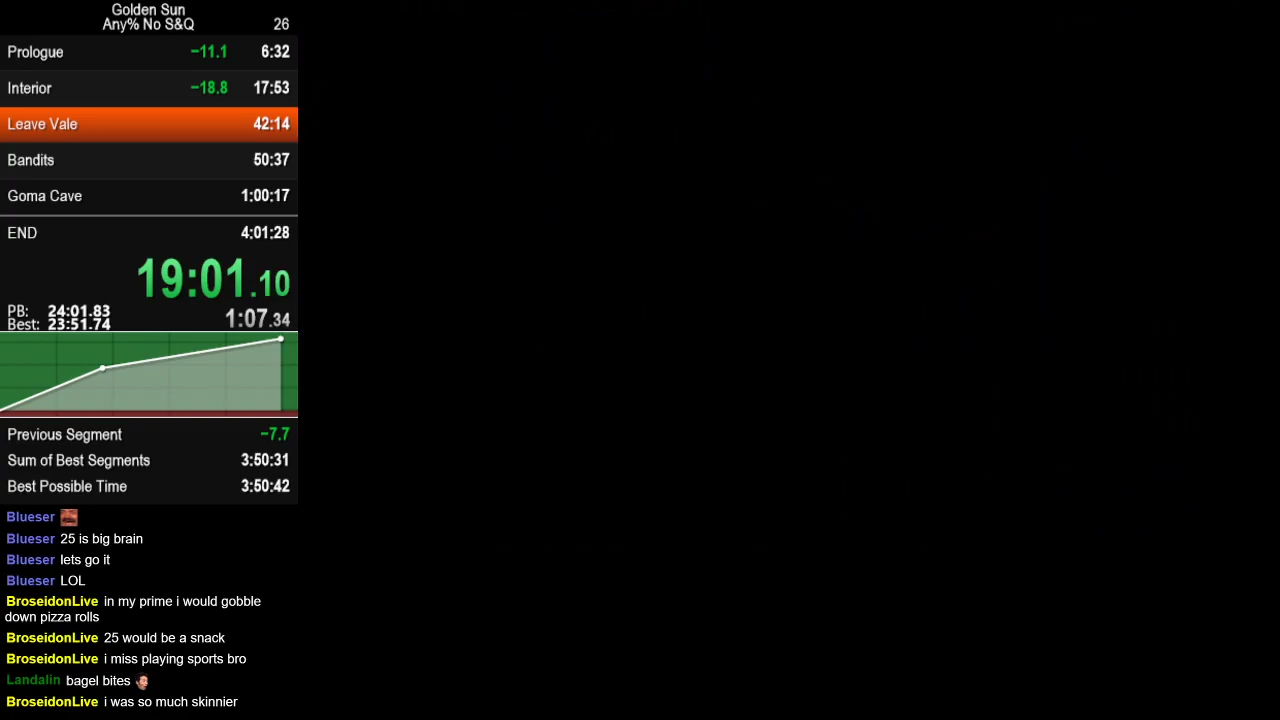 Golden Sun
Any% No S&Q 26
Prologue −11.1 6:32
Interior −18.8 17:53
Leave Vale 42:14
Bandits 50:37
Goma Cave 1:00:17
END 4:01:28
19:01.10
PB: 24:01.83
Best: 23:51.74 1:07.34
Previous Segment −7.7
Sum of Best Segments 3:50:31
Best Possible Time 3:50:42
Blueser
Blueser 25 is big brain
Blueser lets go it
Blueser LOL
BroseidonLive in my prime i would gobble
down pizza rolls
BroseidonLive 25 would be a snack
BroseidonLive i miss playing sports bro
Landalin bagel bites
BroseidonLive i was so much skinnier